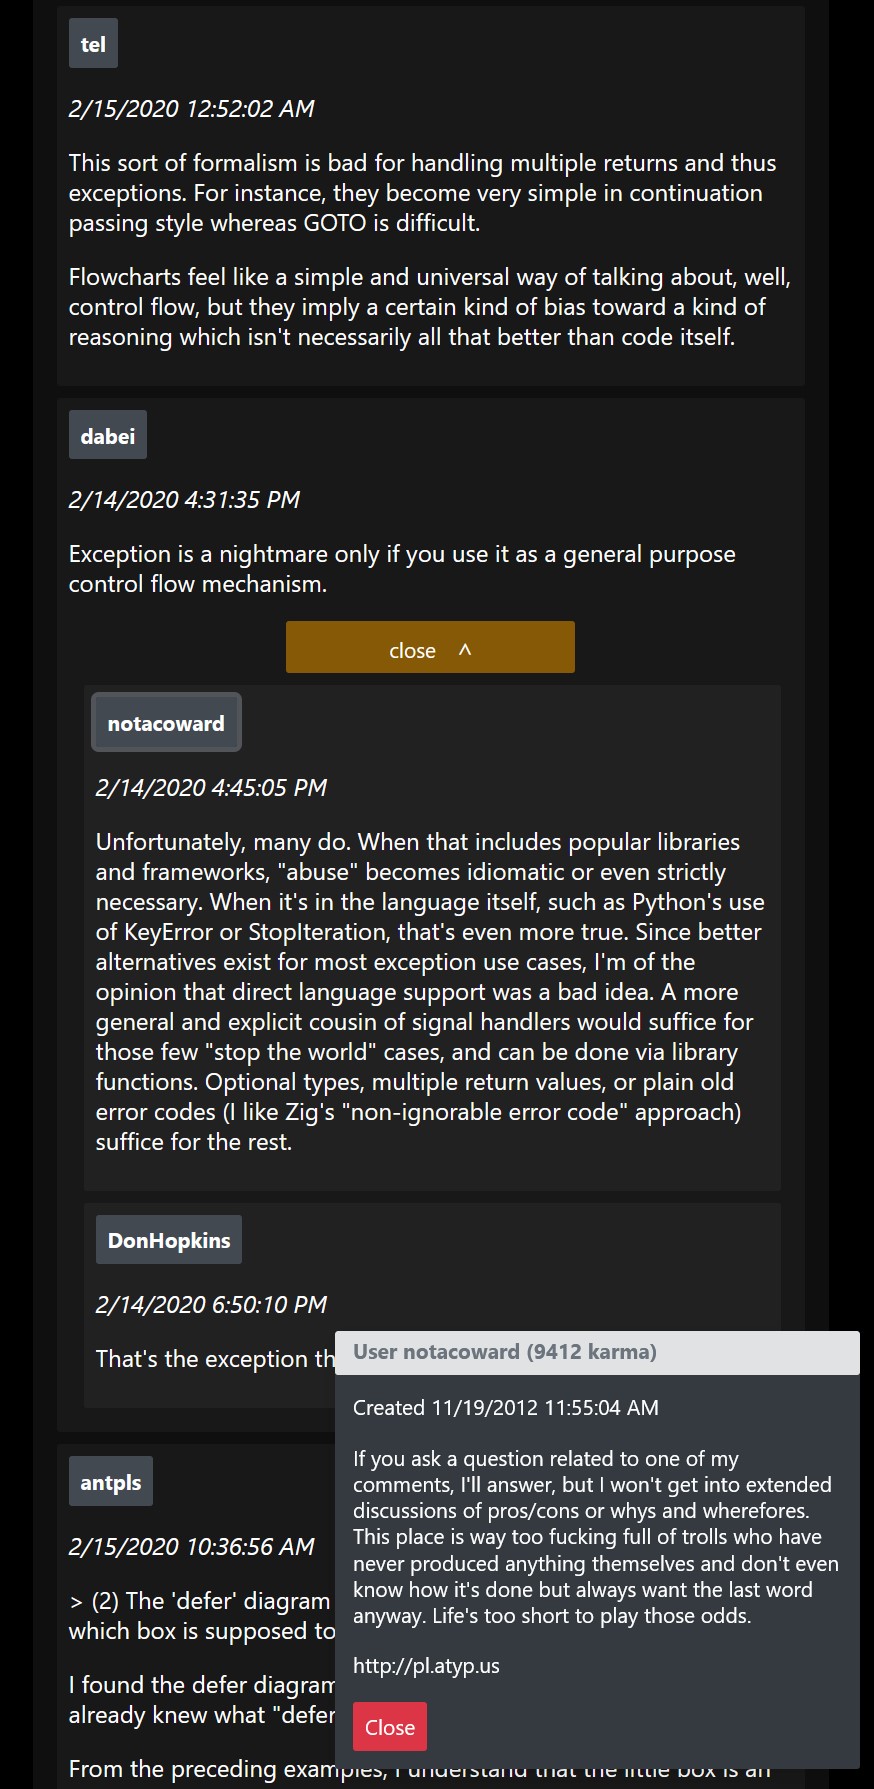 tel
2/15/2020 12:52:02 AM
This sort of formalism is bad for handling multiple returns and thus
exceptions. For instance, they become very simple in continuation
passing style whereas GOTO is difficult.
Flowcharts feel like a simple and universal way of talking about, well,
control flow, but they imply a certain kind of bias toward a kind of
reasoning which isn't necessarily all that better than code itself.
dabei
2/14/2020 4:31:35 PM
Exception is a nightmare only if you use it as a general purpose
control flow mechanism.
close ^
notacoward
2/14/2020 4:45:05 PM
Unfortunately, many do. When that includes popular libraries
and frameworks, "abuse" becomes idiomatic or even strictly
necessary. When it's in the language itself, such as Python's use
of KeyError or StopIteration, that's even more true. Since better
alternatives exist for most exception use cases, I'm of the
opinion that direct language support was a bad idea. A more
general and explicit cousin of signal handlers would suffice for
those few "stop the world" cases, and can be done via library
functions. Optional types, multiple return values, or plain old
error codes (I like Zig's "non-ignorable error code" approach)
suffice for the rest.
DonHopkins
2/14/2020 6:50:10 PM
That's the exception th
User notacoward (9412 karma)
Created 11/19/2012 11:55:04 AM
If you ask a question related to one of my
comments, I'll answer, but I won't get into extended
discussions of pros/cons or whys and wherefores.
This place is way too fucking full of trolls who have
never produced anything themselves and don't even
know how it's done but always want the last word
anyway. Life's too short to play those odds.
http://pl.atyp.us
Close
antpls
2/15/2020 10:36:56 AM
> (2) The 'defer' diagram
which box is supposed to
I found the defer diagram
already knew what "defer
From the preceding examples, I understand that the little box is an